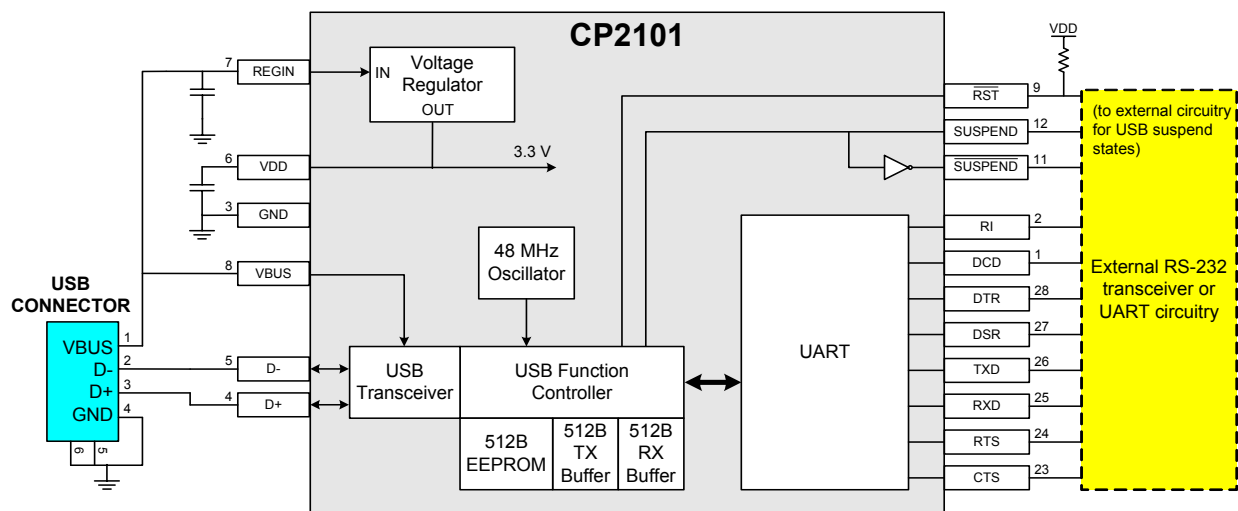 CP2101
VDD
7
REGIN
IN
Voltage
Regulator
OUT
9
RST
(to external circuitry
for USB suspend
states)
12
SUSPEND
11
SUSPEND
6
VDD
3.3 V
3
GND
2
RI
48 MHz
Oscillator
1
DCD
8
VBUS
External RS-232
transceiver or
UART circuitry
USB
CONNECTOR
28
DTR
27
DSR
1
VBUS
2
D-
3
D+
4
GND
6
5
5
D-
4
D+
USB
Transceiver
USB Function
Controller
UART
26
TXD
25
RXD
512B
EEPROM
512B
TX
Buffer
512B
RX
Buffer
24
RTS
23
CTS